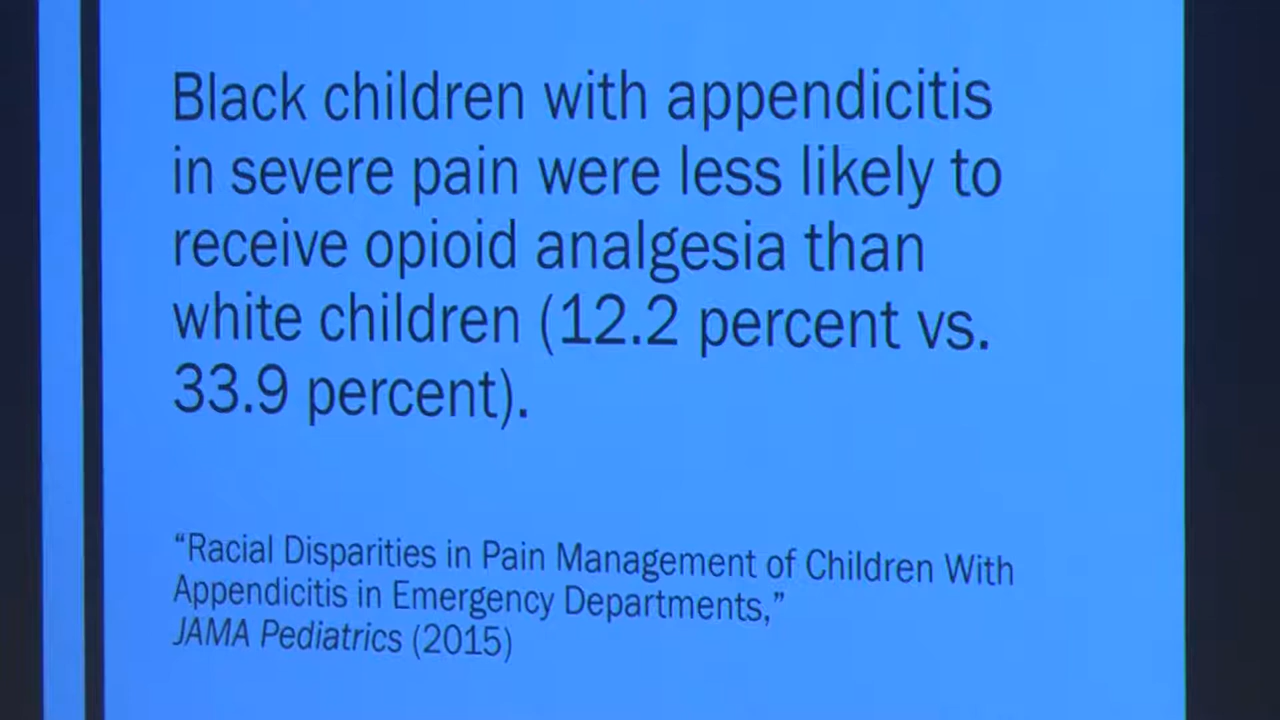 Black children with appendicitis
in severe pain were less likely to
receive opioid analgesia than
white children (12.2 percent vs.
33.9 percent).
“Racial Disparities in Pain Management of Children With
Appendicitis in Emergency Departments,”
JAMA Pediatrics (2015)